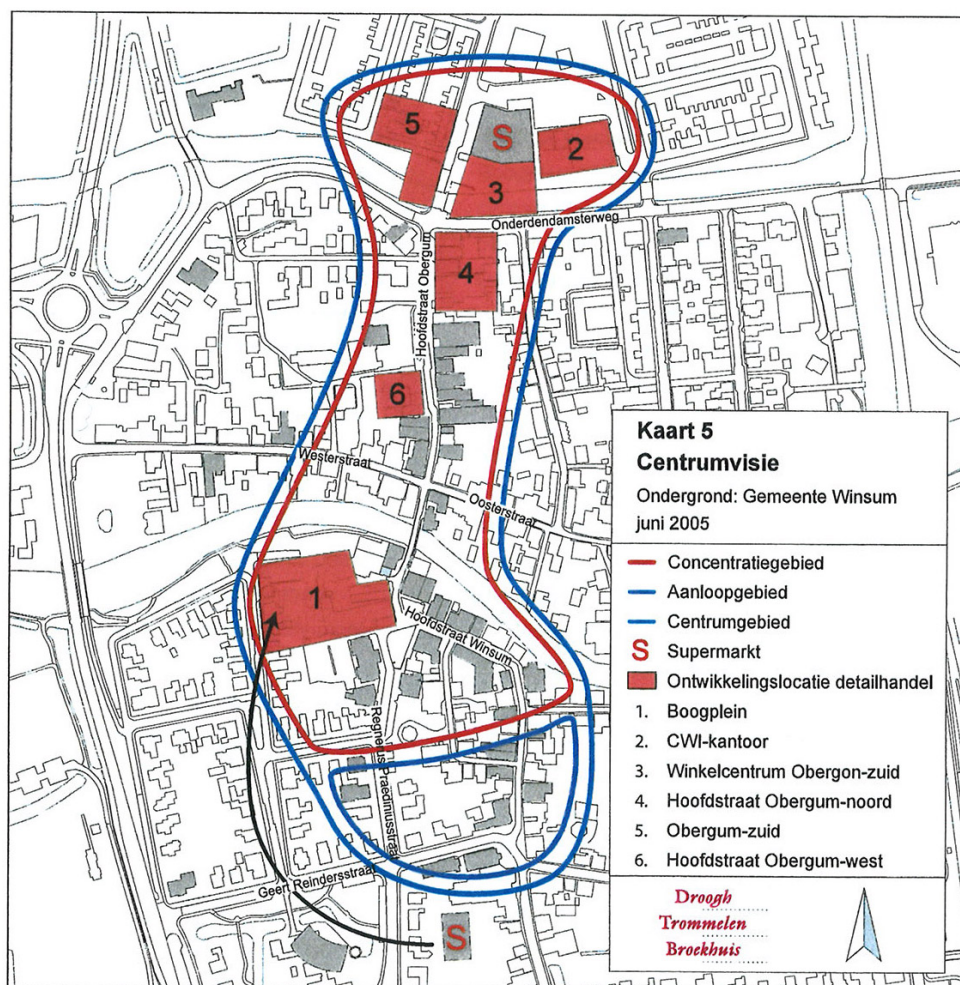 5
S
2
3
Onderdendamsterweg
4
Hoofdstraat Obergum
6
Westerstraat
Oosterstraat
1
Hoofdstraat Winsum
Regnerus Praediniusstraat
Geert Reindersstraat
S
Kaart 5
Centrumvisie
Ondergrond: Gemeente Winsum
juni 2005
Concentratiegebied
Aanloopgebied
Centrumgebied
S Supermarkt
Ontwikkelingslocatie detailhandel
1. Boogplein
2. CWI-kantoor
3. Winkelcentrum Obergon-zuid
4. Hoofdstraat Obergum-noord
5. Obergum-zuid
6. Hoofdstraat Obergum-west
Droogh
Trommelen
Broekhuis